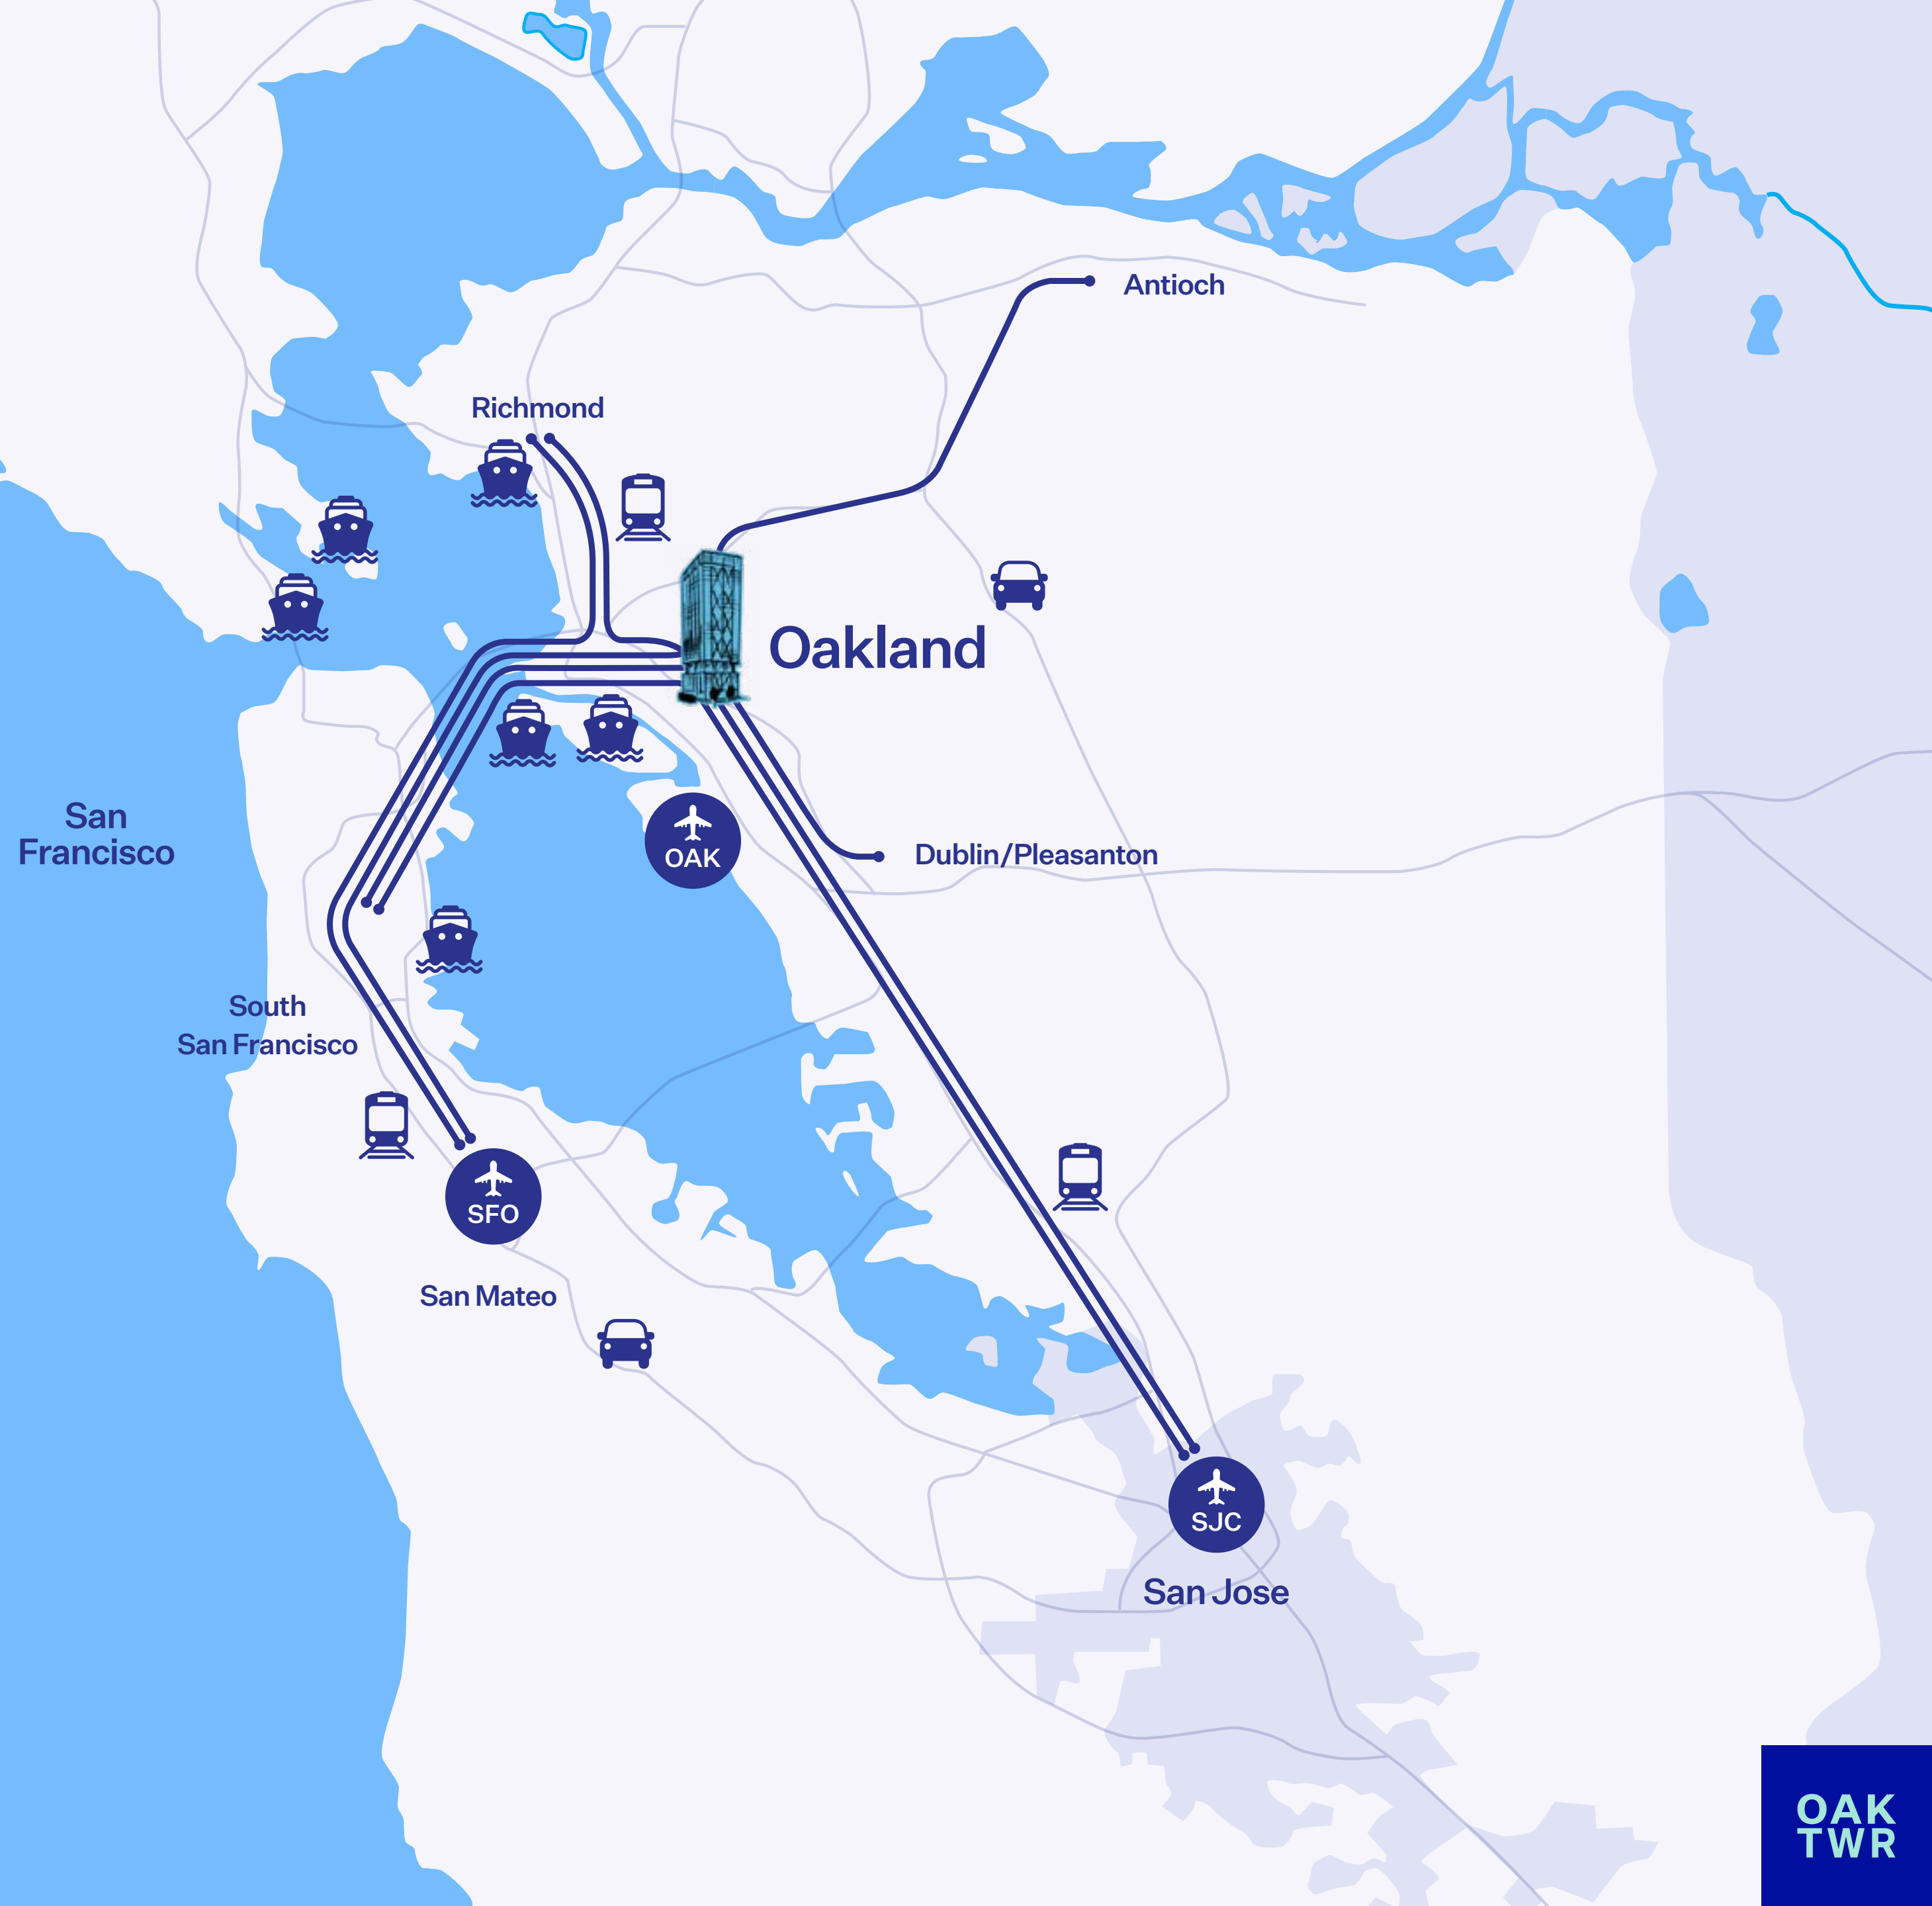 Antioch
Richmond
Oakland
San
Francisco
OAK
Dublin/Pleasanton
South
San Francisco
SFO
San Mateo
SJC
San Jose
OAK
TWR